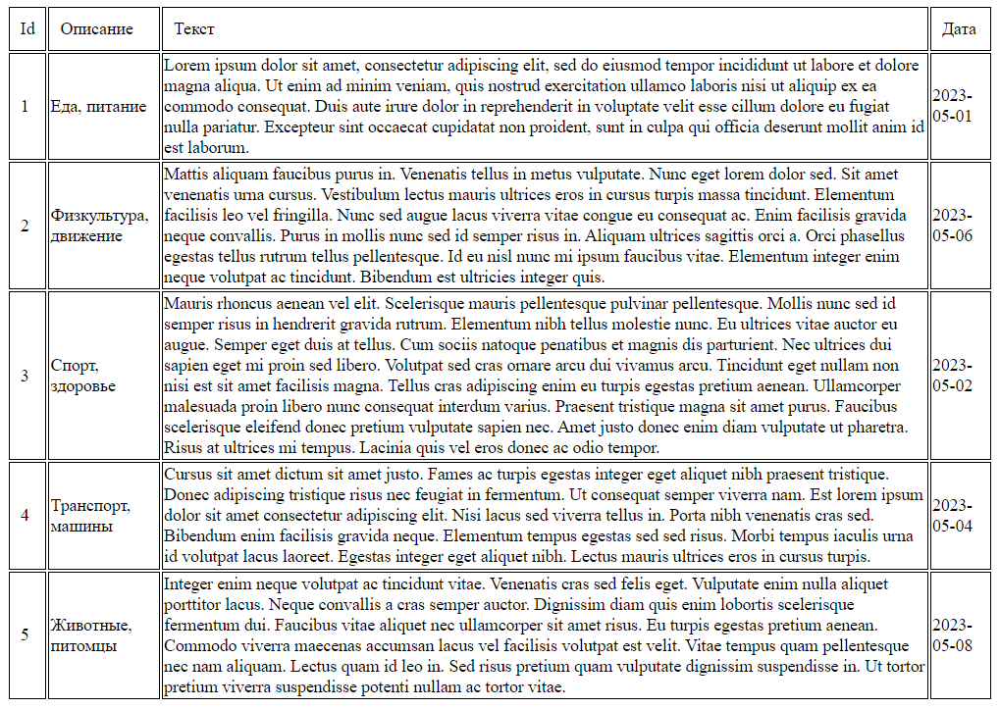 Id Описание Текст Дата
1
Еда, питание
Lorem ipsum dolor sit amet, consectetur adipiscing elit, sed do eiusmod tempor incididunt ut labore et dolore
magna aliqua. Ut enim ad minim veniam, quis nostrud exercitation ullamco laboris nisi ut aliquip ex ea
commodo consequat. Duis aute irure dolor in reprehenderit in voluptate velit esse cillum dolore eu fugiat
nulla pariatur. Excepteur sint occaecat cupidatat non proident, sunt in culpa qui officia deserunt mollit anim id
est laborum.
2023-
05-01
2
Физкультура,
движение
Mattis aliquam faucibus purus in. Venenatis tellus in metus vulputate. Nunc eget lorem dolor sed. Sit amet
venenatis urna cursus. Vestibulum lectus mauris ultrices eros in cursus turpis massa tincidunt. Elementum
facilisis leo vel fringilla. Nunc sed augue lacus viverra vitae congue eu consequat ac. Enim facilisis gravida
neque convallis. Purus in mollis nunc sed id semper risus in. Aliquam ultrices sagittis orci a. Orci phasellus
egestas tellus rutrum tellus pellentesque. Id eu nisl nunc mi ipsum faucibus vitae. Elementum integer enim
neque volutpat ac tincidunt. Bibendum est ultricies integer quis.
2023-
05-06
3
Спорт,
здоровье
Mauris rhoncus aenean vel elit. Scelerisque mauris pellentesque pulvinar pellentesque. Mollis nunc sed id
semper risus in hendrerit gravida rutrum. Elementum nibh tellus molestie nunc. Eu ultrices vitae auctor eu
augue. Semper eget duis at tellus. Cum sociis natoque penatibus et magnis dis parturient. Nec ultrices dui
sapien eget mi proin sed libero. Volutpat sed cras ornare arcu dui vivamus arcu. Tincidunt eget nullam non
nisi est sit amet facilisis magna. Tellus cras adipiscing enim eu turpis egestas pretium aenean. Ullamcorper
malesuada proin libero nunc consequat interdum varius. Praesent tristique magna sit amet purus. Faucibus
scelerisque eleifend donec pretium vulputate sapien nec. Amet justo donec enim diam vulputate ut pharetra.
Risus at ultrices mi tempus. Lacinia quis vel eros donec ac odio tempor.
2023-
05-02
4
Транспорт,
машины
Cursus sit amet dictum sit amet justo. Fames ac turpis egestas integer eget aliquet nibh praesent tristique.
Donec adipiscing tristique risus nec feugiat in fermentum. Ut consequat semper viverra nam. Est lorem ipsum
dolor sit amet consectetur adipiscing elit. Nisi lacus sed viverra tellus in. Porta nibh venenatis cras sed.
Bibendum enim facilisis gravida neque. Elementum tempus egestas sed sed risus. Morbi tempus iaculis urna
id volutpat lacus laoreet. Egestas integer eget aliquet nibh. Lectus mauris ultrices eros in cursus turpis.
2023-
05-04
5
Животные,
питомцы
Integer enim neque volutpat ac tincidunt vitae. Venenatis cras sed felis eget. Vulputate enim nulla aliquet
porttitor lacus. Neque convallis a cras semper auctor. Dignissim diam quis enim lobortis scelerisque
fermentum dui. Faucibus vitae aliquet nec ullamcorper sit amet risus. Eu turpis egestas pretium aenean.
Commodo viverra maecenas accumsan lacus vel facilisis volutpat est velit. Vitae tempus quam pellentesque
nec nam aliquam. Lectus quam id leo in. Sed risus pretium quam vulputate dignissim suspendisse in. Ut tortor
pretium viverra suspendisse potenti nullam ac tortor vitae.
2023-
05-08